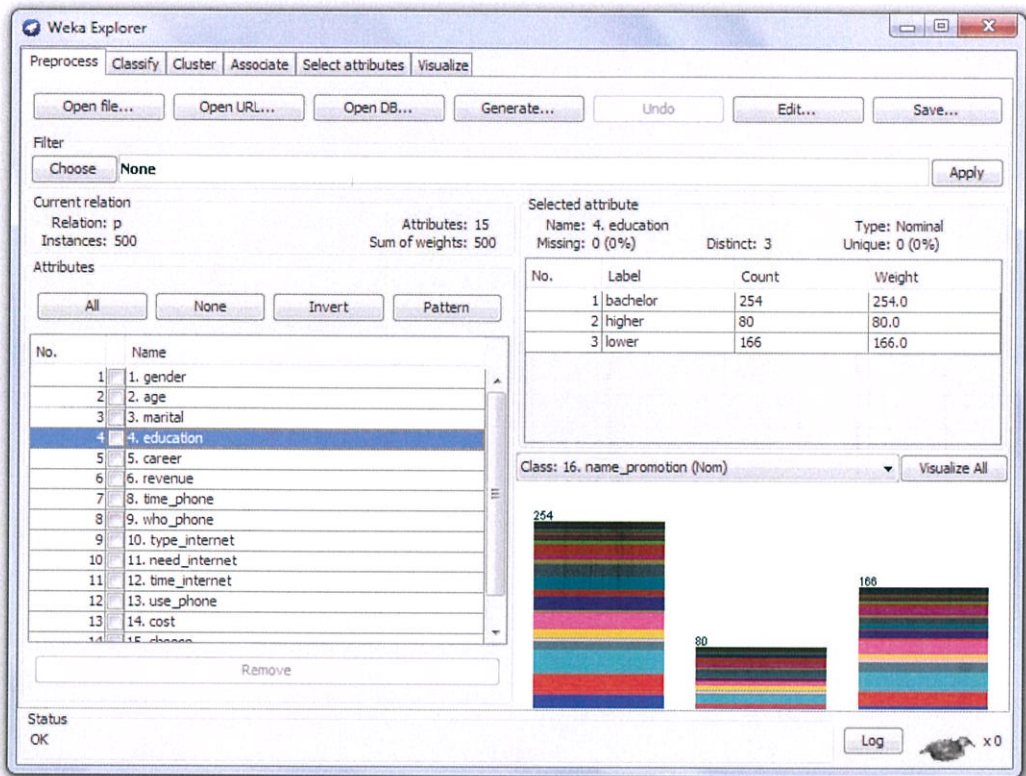 Weka Explorer
Preprocess Classify Cluster Associate Select attributes Visualize
Open file... Open URL... Open DB... Generate... Undo Edit... Save...
Filter
Choose None Apply
Current relation
Relation: p Attributes: 15
Instances: 500 Sum of weights: 500
Selected attribute
Name: 4. education Type: Nominal
Missing: 0 (0%) Distinct: 3 Unique: 0 (0%)
No. Label Count Weight
1 bachelor 254 254.0
2 higher 80 80.0
3 lower 166 166.0
Attributes
All None Invert Pattern
No. Name
1 1. gender
2 2. age
3 3. marital
4 4. education
5 5. career
6 6. revenue
7 8. time_phone
8 9. who_phone
9 10. type_internet
10 11. need_internet
11 12. time_internet
12 13. use_phone
13 14. cost
14 15.
Remove
Class: 16. name_promotion (Nom) Visualize All
254
80
166
Status
OK
Log x 0